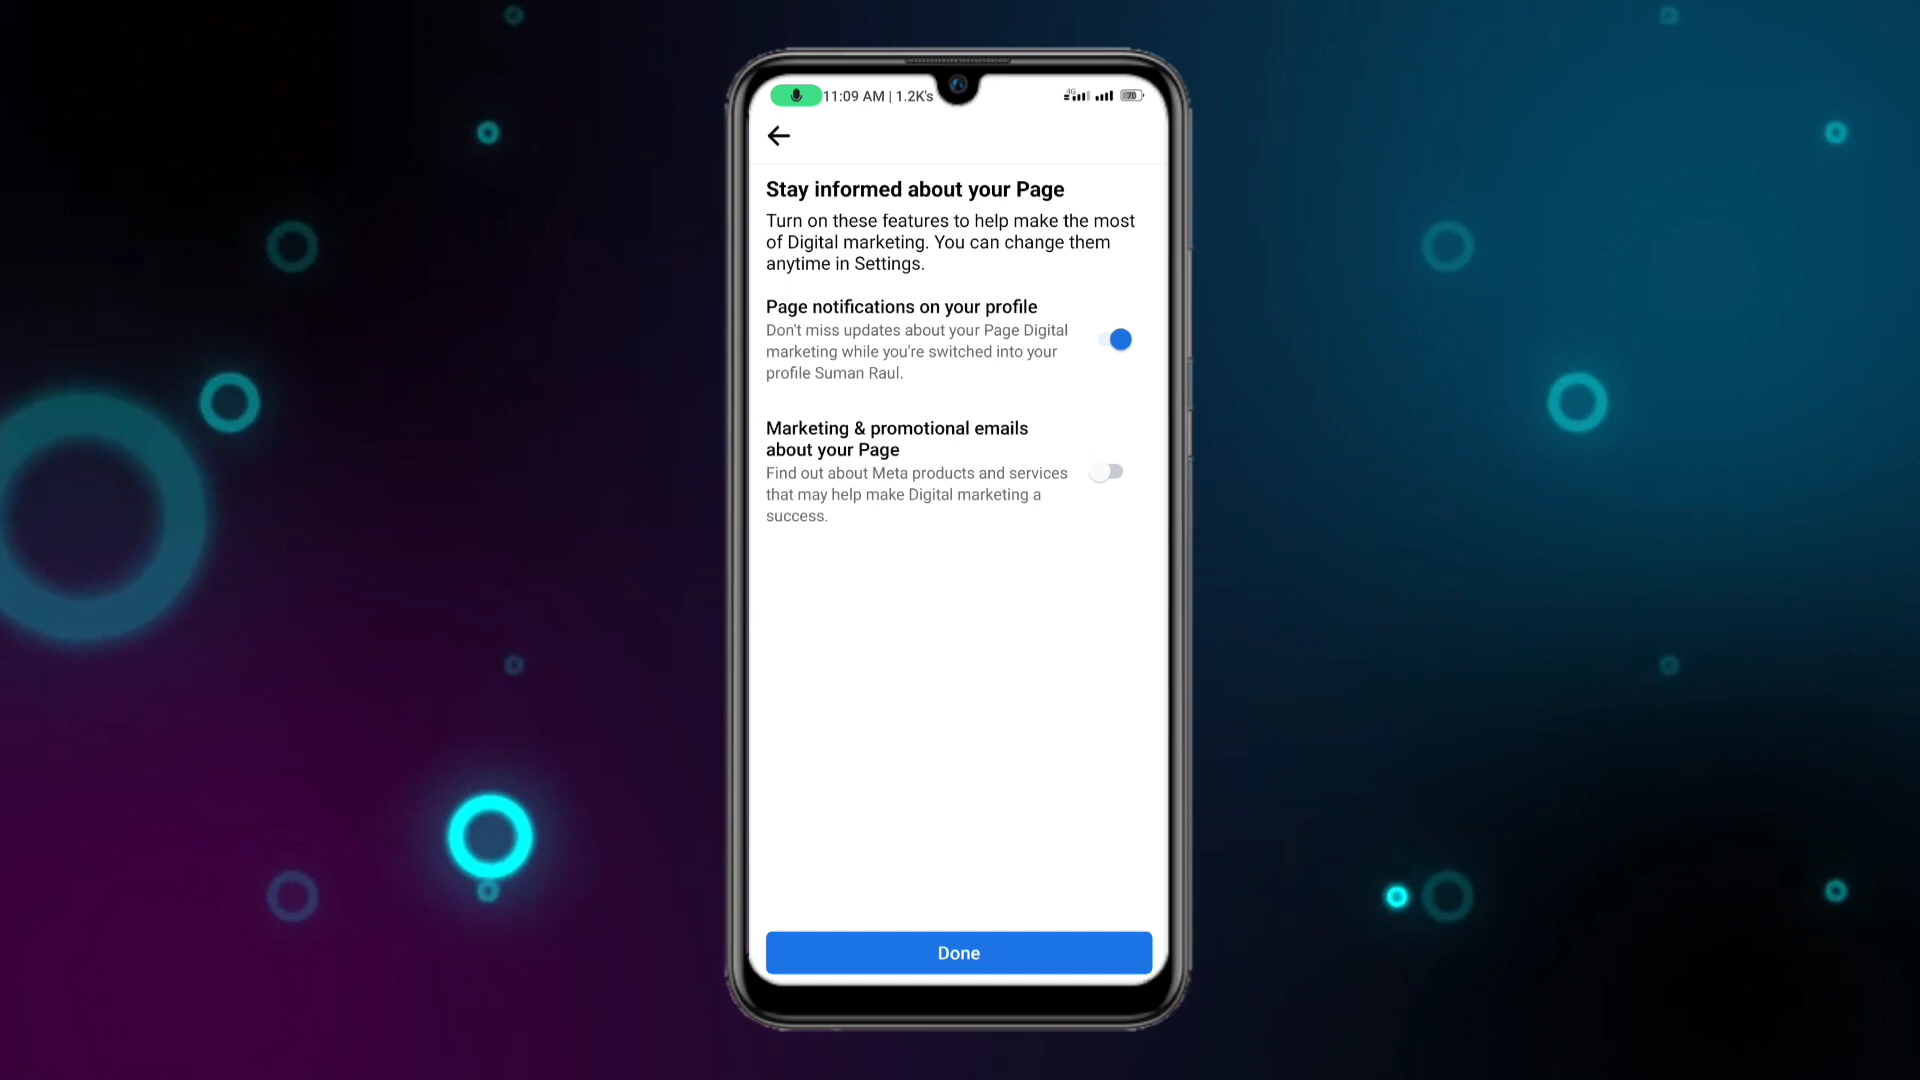 11:09 AM | 1.2K's 4G 70
Stay informed about your Page
Turn on these features to help make the most
of Digital marketing. You can change them
anytime in Settings.
Page notifications on your profile
Don't miss updates about your Page Digital
marketing while you're switched into your
profile Suman Raul.
Marketing & promotional emails
about your Page
Find out about Meta products and services
that may help make Digital marketing a
success.
Done